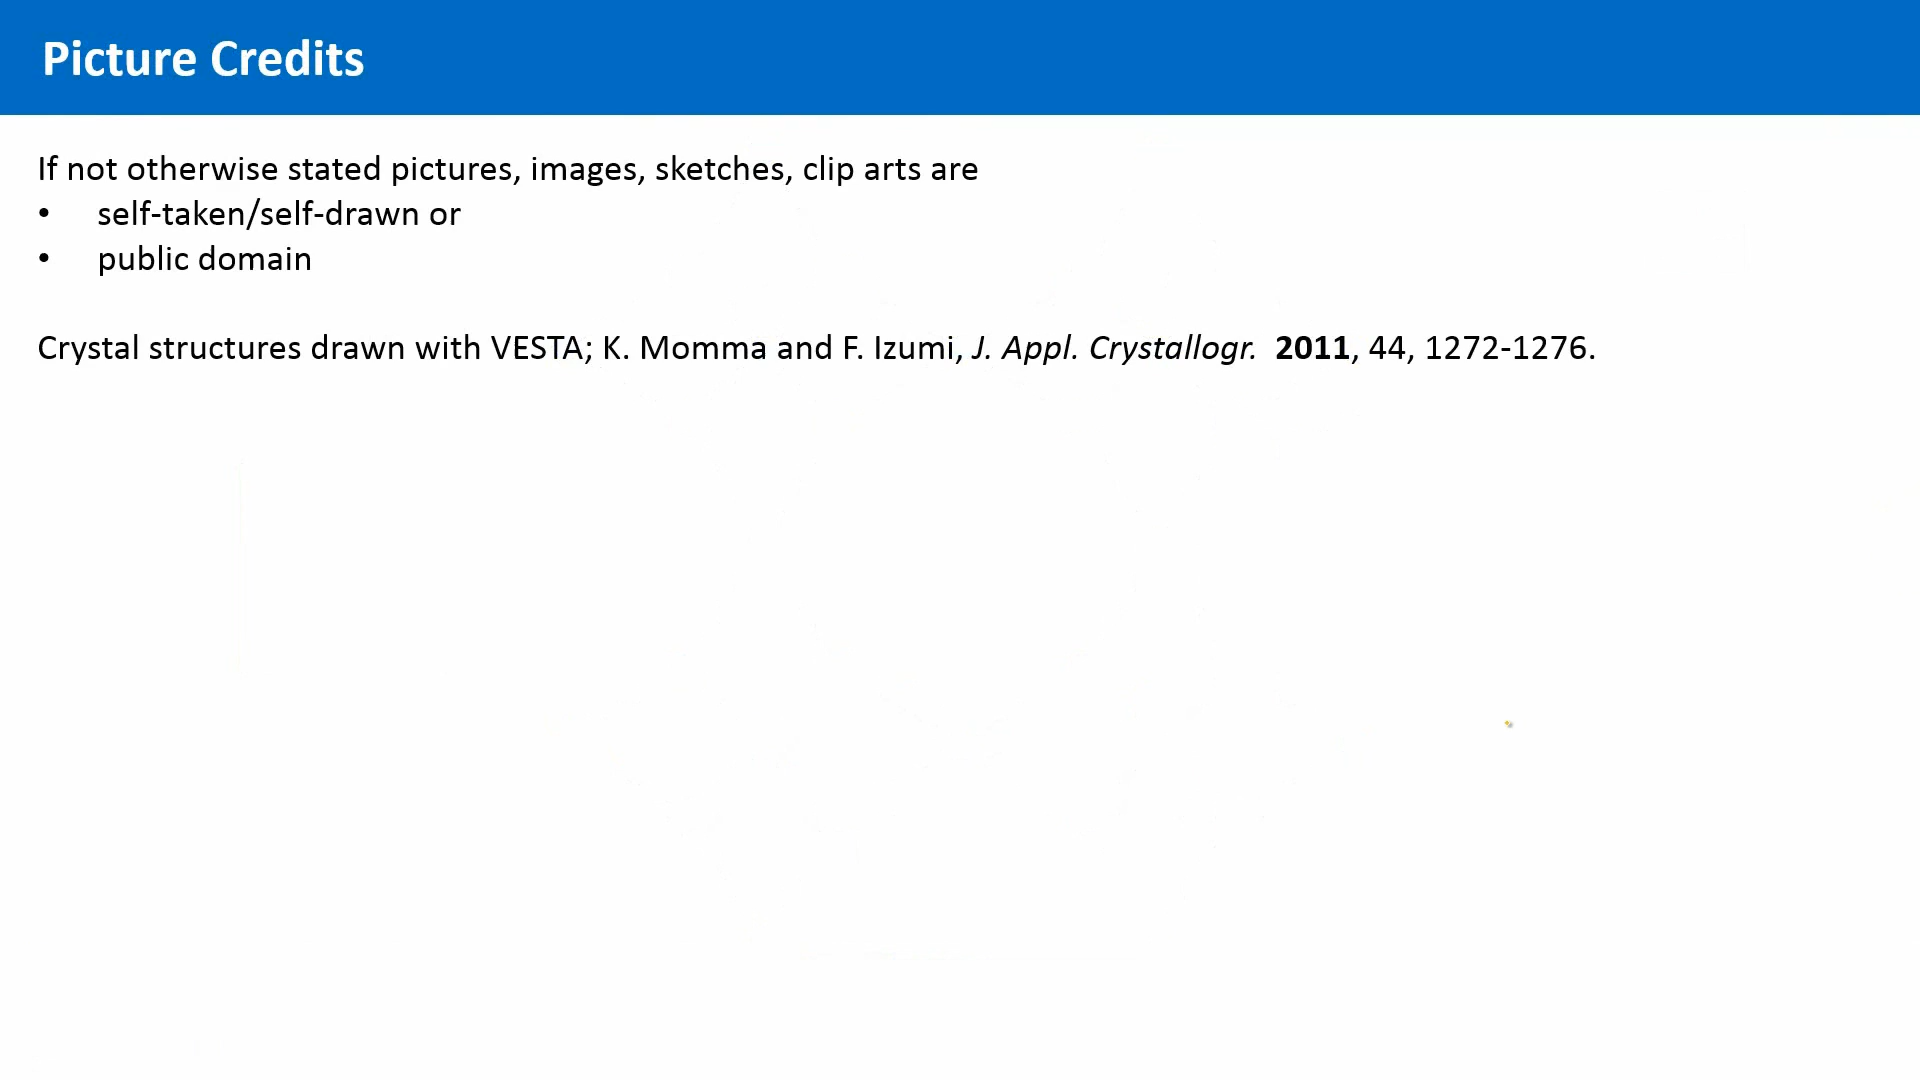 Picture Credits
If not otherwise stated pictures, images, sketches, clip arts are
• self-taken/self-drawn or
• public domain
Crystal structures drawn with VESTA; K. Momma and F. Izumi, J. Appl. Crystallogr. 2011, 44, 1272-1276.